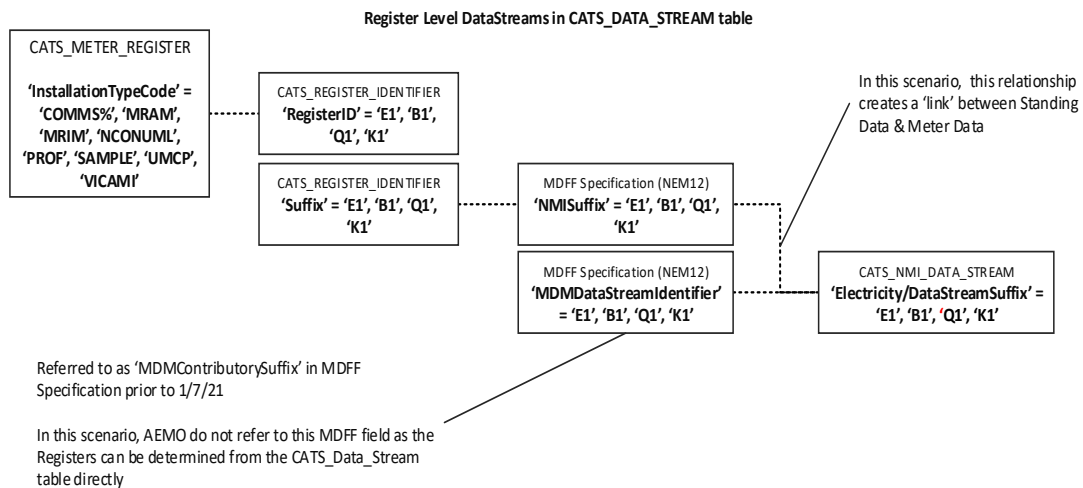 Register Level DataStreams in CATS_DATA_STREAM table
CATS_METER_REGISTER
‘InstallationTypeCode’ =
‘COMMS%’, ‘MRAM’,
‘MRIM’, ‘NCONUML’,
‘PROF’, ‘SAMPLE’, ‘UMCP’,
‘VICAMI’
CATS_REGISTER_IDENTIFIER
‘RegisterID’ = ‘E1’, ‘B1’,
‘Q1’, ‘K1’
CATS_REGISTER_IDENTIFIER
‘Suffix’ = ‘E1’, ‘B1’, ‘Q1’,
‘K1’
MDFF Specification (NEM12)
‘NMISuffix’ = ‘E1’, ‘B1’, ‘Q1’,
‘K1’
MDFF Specification (NEM12)
‘MDMDataStreamIdentifier’
= ‘E1’, ‘B1’, ‘Q1’, ‘K1’
In this scenario, this relationship
creates a ‘link’ between Standing
Data & Meter Data
CATS_NMI_DATA_STREAM
‘Electricity/DataStreamSuffix’ =
‘E1’, ‘B1’, ‘Q1’, ‘K1’
Referred to as ‘MDMContributorySuffix’ in MDFF
Specification prior to 1/7/21
In this scenario, AEMO do not refer to this MDFF field as the
Registers can be determined from the CATS_Data_Stream
table directly